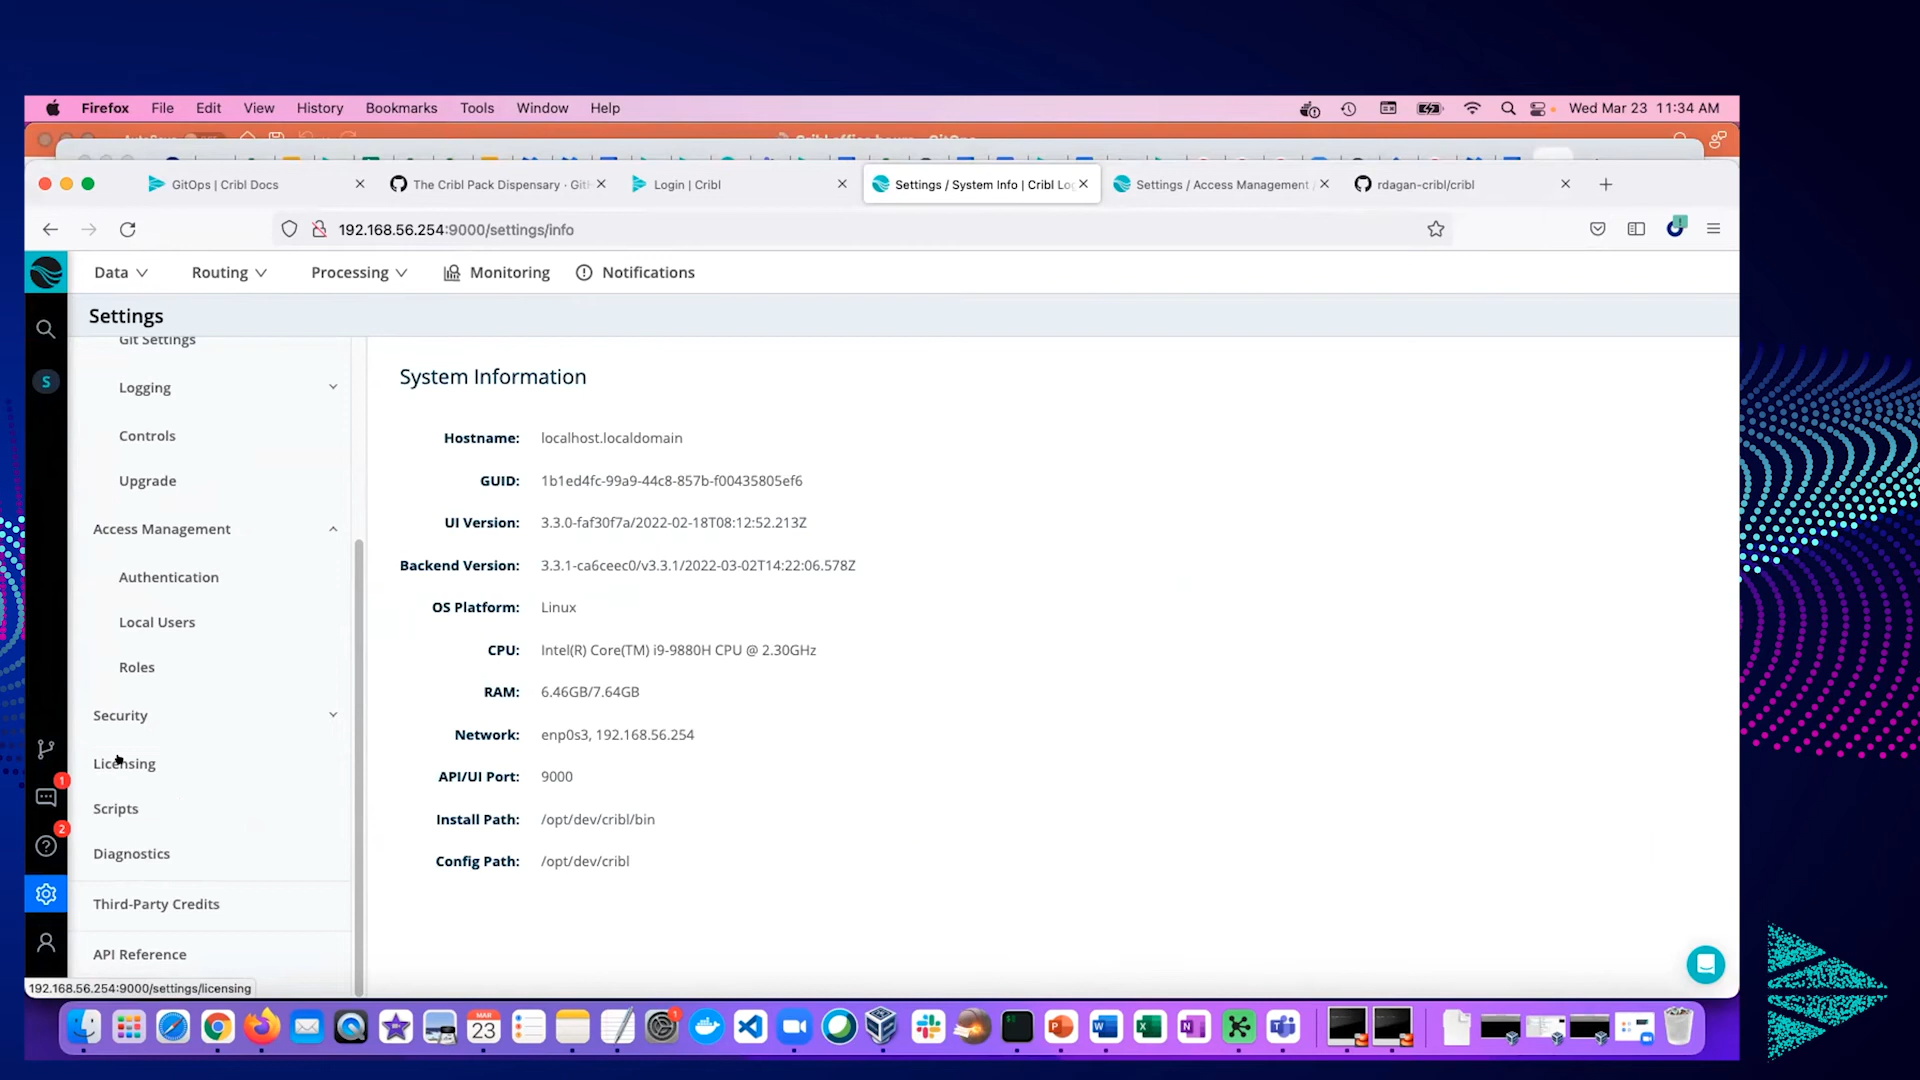 Firefox File Edit View History Bookmarks Tools Window Help Wed Mar 23 11:34 AM
GitOps | Cribl Docs
The Cribl Pack Dispensary · Git
Login | Cribl
Settings / System Info | Cribl Lo
Settings / Access Management /
rdagan-cribl/cribl
192.168.56.254:9000/settings/info
Data Routing Processing Monitoring Notifications
Settings
Git Settings
Logging
Controls
Upgrade
Access Management
Authentication
Local Users
Roles
Security
Licensing
Scripts
Diagnostics
Third-Party Credits
API Reference
192.168.56.254:9000/settings/licensing
S
1
2
System Information
Hostname: localhost.localdomain
GUID: 1b1ed4fc-99a9-44c8-857b-f00435805ef6
UI Version: 3.3.0-faf30f7a/2022-02-18T08:12:52.213Z
Backend Version: 3.3.1-ca6ceec0/v3.3.1/2022-03-02T14:22:06.578Z
OS Platform: Linux
CPU: Intel(R) Core(TM) i9-9880H CPU @ 2.30GHz
RAM: 6.46GB/7.64GB
Network: enp0s3, 192.168.56.254
API/UI Port: 9000
Install Path: /opt/dev/cribl/bin
Config Path: /opt/dev/cribl
MAR
23
1